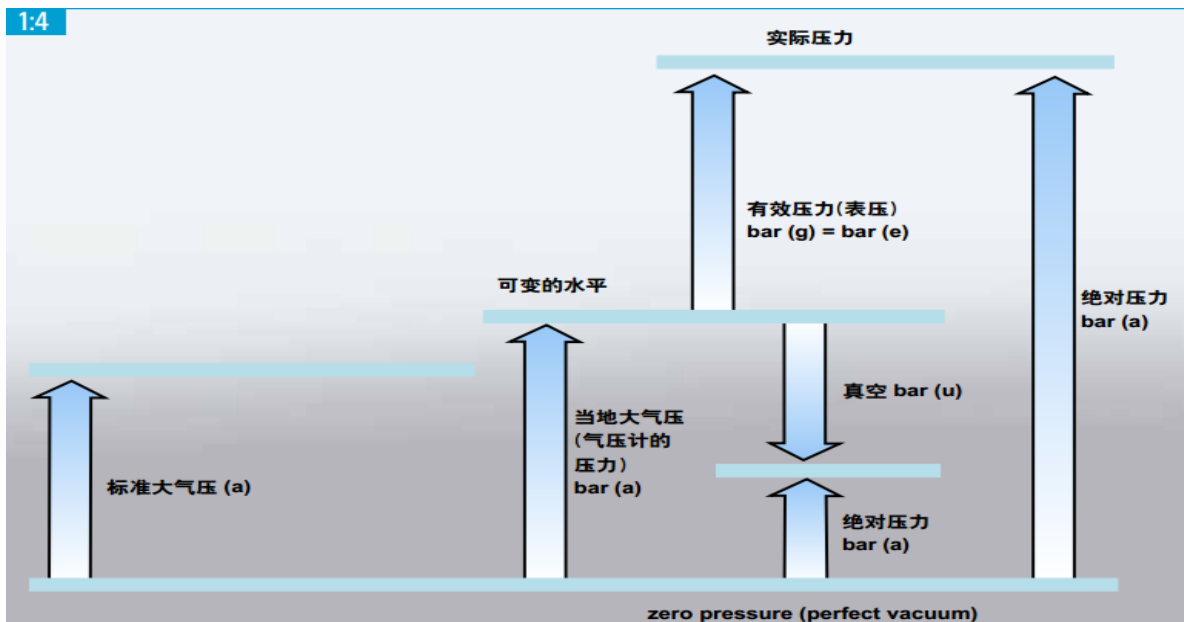 1:4
实际压力
有效压力(表压)
bar (g) = bar (e)
可变的水平
绝对压力
bar (a)
真空 bar (u)
当地大气压
(气压计的
压力)
bar (a)
标准大气压 (a)
绝对压力
bar (a)
zero pressure (perfect vacuum)